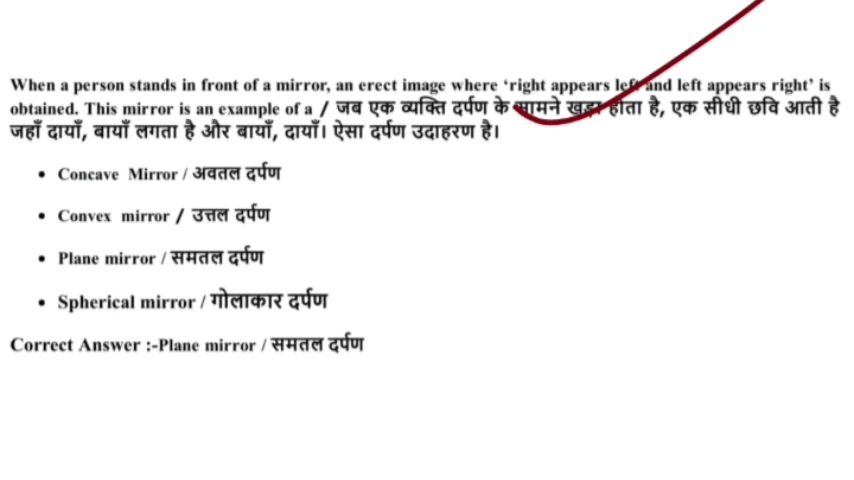 When a person stands in front of a mirror, an erect image where ‘right appears left and left appears right’ is
obtained. This mirror is an example of a / जब एक व्यक्ति दर्पण के सामने खड़ा होता है, एक सीधी छवि आती है
जहाँ दायाँ, बायाँ लगता है और बायाँ, दायाँ। ऐसा दर्पण उदाहरण है।
• Concave Mirror / अवतल दर्पण
• Convex mirror / उत्तल दर्पण
• Plane mirror / समतल दर्पण
• Spherical mirror / गोलाकार दर्पण
Correct Answer :-Plane mirror / समतल दर्पण